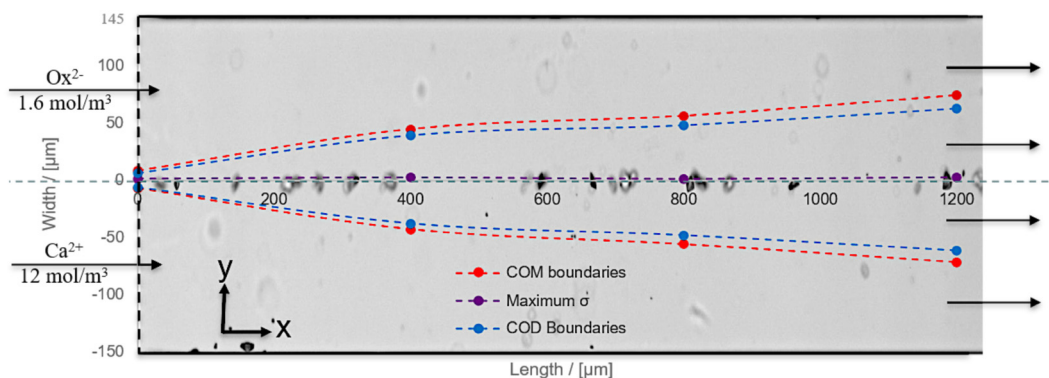 145
100
50
0
-50
-100
-150
Width / [µm]
Ox2-
1.6 mol/m³
Ca2+
12 mol/m³
0 200 400 600 800 1000 1200
y
x
COM boundaries
Maximum σ
COD Boundaries
Length / [µm]